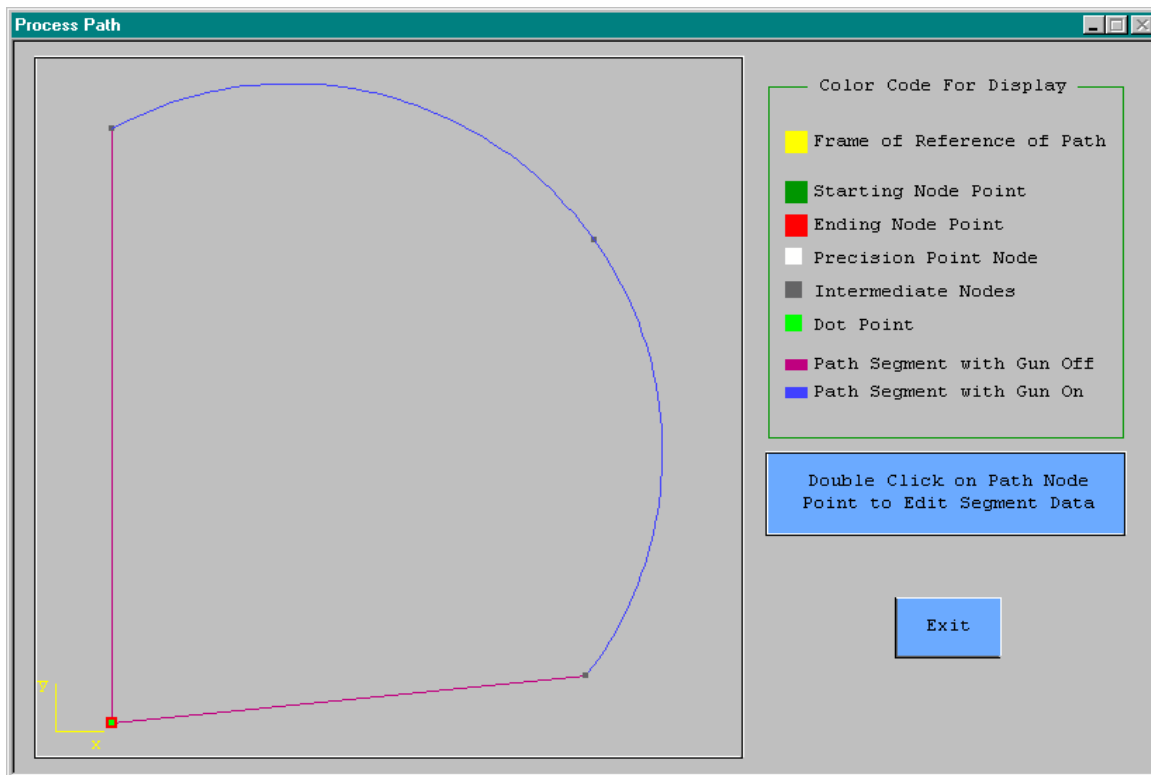 Process Path
Color Code For Display
Frame of Reference of Path
Starting Node Point
Ending Node Point
Precision Point Node
Intermediate Nodes
Dot Point
Path Segment with Gun Off
Path Segment with Gun On
Double Click on Path Node
Point to Edit Segment Data
Exit
y
x